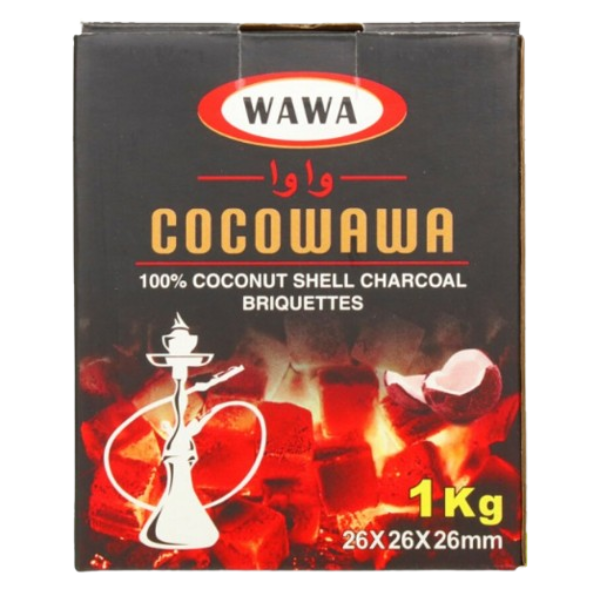 WAWA
واوا
COCOWAWA
100% COCONUT SHELL CHARCOAL
BRIQUETTES
1Kg
26X26X26mm